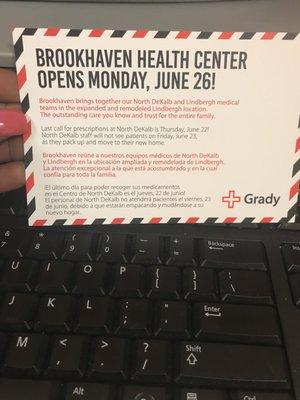 BROOKHAVEN HEALTH CENTER
OPENS MONDAY, JUNE 26!
Brookhaven brings together our North DeKalb and Lindbergh medical
teams in the expanded and remodeled Lindbergh location.
The outstanding care you know and trust for the entire family.
Last call for prescriptions at North DeKalb is Thursday, June 22!
North DeKalb staff will not see patients on Friday, June 23,
as they pack up and move to their new home.
Brookhaven reúne a nuestros equipos médicos de North DeKalb
y Lindbergh en la ubicación ampliada y remodelada de Lindbergh.
La atención excepcional a la que está acostumbrado y en la cual
confía para toda la familia.
¡El último día para poder recoger sus medicamentos
en el Centro de North DeKalb es el jueves, 22 de junio!
El personal de North DeKalb no atenderá pacientes el viernes, 23
de junio, debido a que estarán empacando y mudándose a su
nuevo hogar.
Grady
7 8 9 0 - _ + = Backspace
Y U I O P { [ } ] | \
J K L : ; " ' Enter
M < , > . ? / Shift
Alt Ctrl